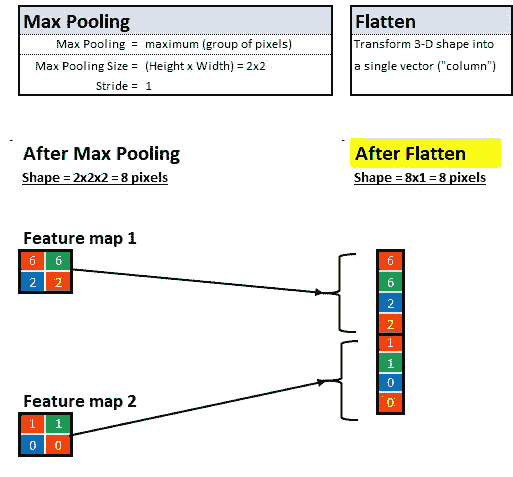 Max Pooling
Max Pooling = maximum (group of pixels)
Max Pooling Size = (Height x Width) = 2x2
Stride = 1
Flatten
Transform 3-D shape into
a single vector ("column")
After Max Pooling
Shape = 2x2x2 = 8 pixels
After Flatten
Shape = 8x1 = 8 pixels
Feature map 1
6 6
2 2
Feature map 2
1 1
0 0
6
6
2
2
1
1
0
0